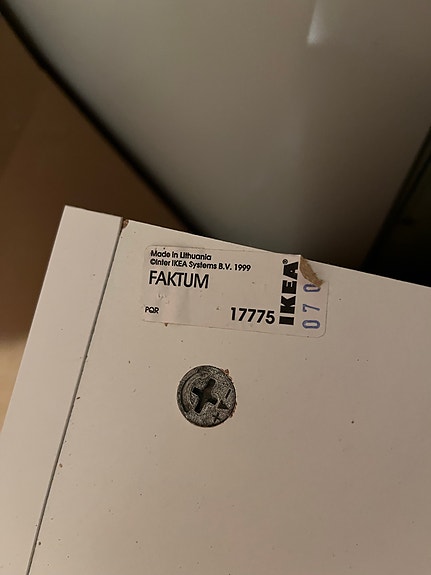 Made in Lithuania
©Inter IKEA Systems B.V. 1999
FAKTUM
PQR
17775
IKEA®
070